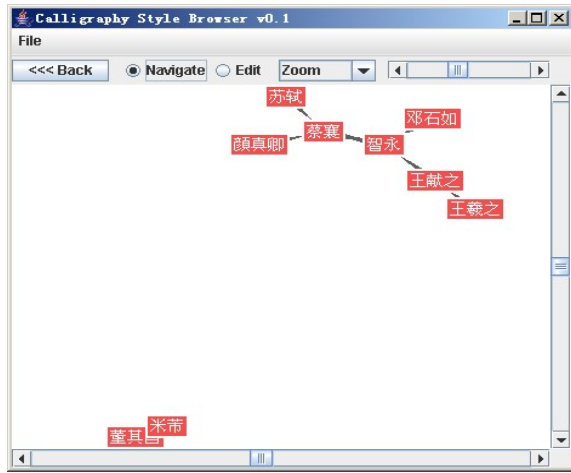 Calligraphy Style Browser v0.1
File
<<< Back Navigate Edit Zoom
苏轼
邓石如
蔡襄
顔真卿
智永
王献之
王羲之
米芾
董其昌